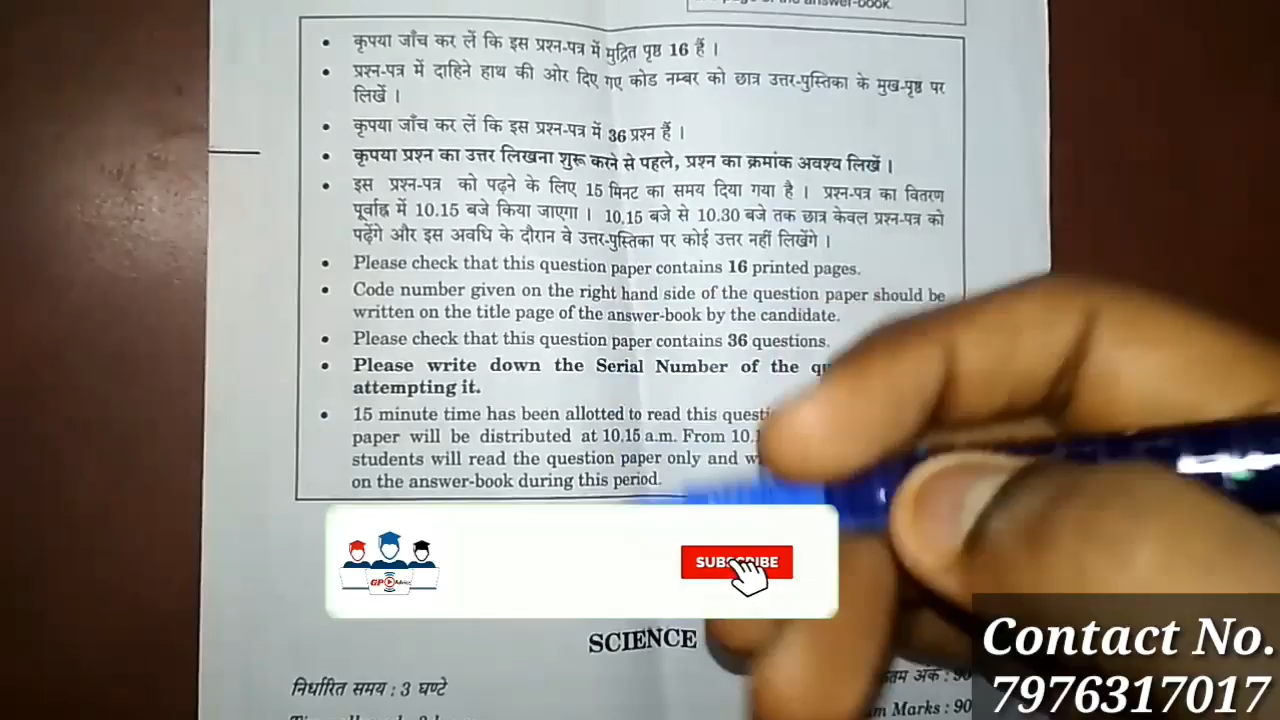 page of the answer-book.
• कृपया जाँच कर लें कि इस प्रश्न-पत्र में मुद्रित पृष्ठ 16 हैं ।
• प्रश्न-पत्र में दाहिने हाथ की ओर दिए गए कोड नम्बर को छात्र उत्तर-पुस्तिका के मुख-पृष्ठ पर
लिखें ।
• कृपया जाँच कर लें कि इस प्रश्न-पत्र में 36 प्रश्न हैं ।
• कृपया प्रश्न का उत्तर लिखना शुरू करने से पहले, प्रश्न का क्रमांक अवश्य लिखें ।
• इस प्रश्न-पत्र को पढ़ने के लिए 15 मिनट का समय दिया गया है । प्रश्न-पत्र का वितरण
पूर्वाह्न में 10.15 बजे किया जाएगा । 10.15 बजे से 10.30 बजे तक छात्र केवल प्रश्न-पत्र को
पढ़ेंगे और इस अवधि के दौरान वे उत्तर-पुस्तिका पर कोई उत्तर नहीं लिखेंगे ।
• Please check that this question paper contains 16 printed pages.
• Code number given on the right hand side of the question paper should be
written on the title page of the answer-book by the candidate.
• Please check that this question paper contains 36 questions.
• Please write down the Serial Number of the
attempting it.
• 15 minute time has been allotted to read this
paper will be distributed at 10.15 a.m. From
students will read the question paper only and
on the answer-book during this period.
SUBSCRIBE
SCIENCE
निर्धारित समय : 3 घण्टे
अंक : 90
Marks : 90
Contact No.
7976317017